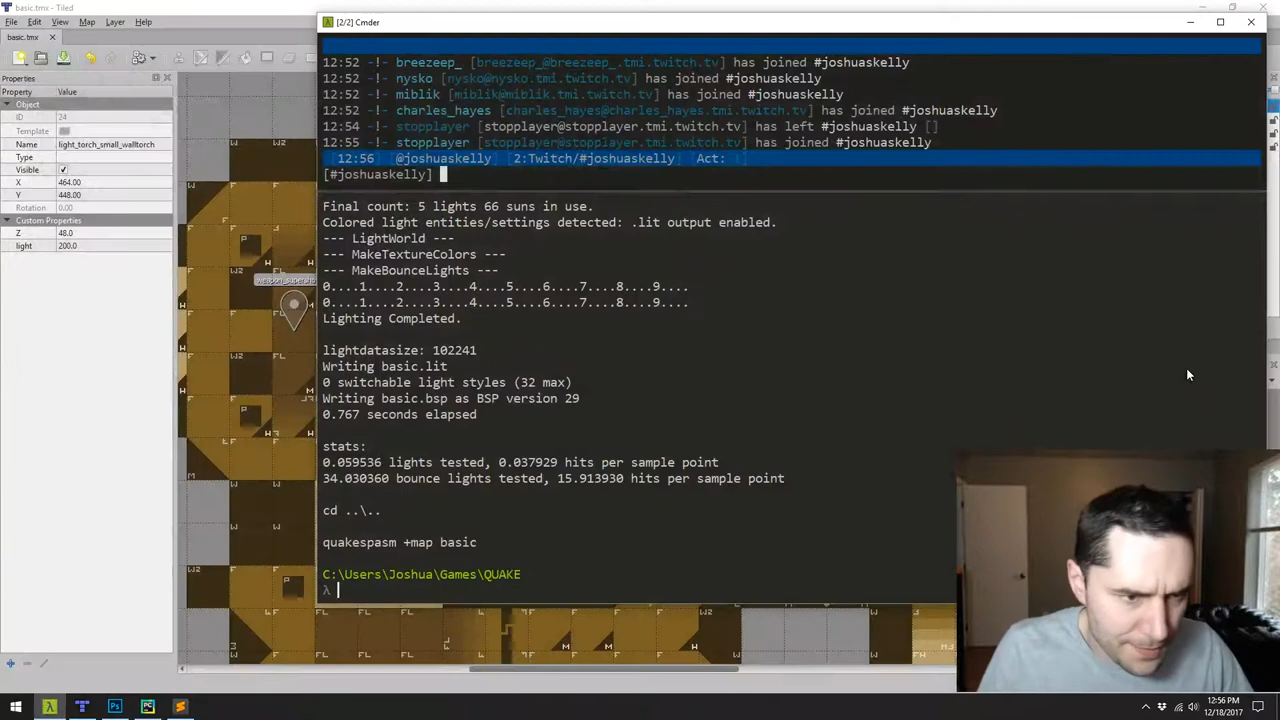 basic.tmx - Tiled
File Edit View Map Layer Help
basic.tmx
Properties
Property Value
Object
ID 24
Template
Name light_torch_small_walltorch
Type
Visible
X 464.00
Y 448.00
Rotation 0.00
Custom Properties
Z 48.0
light 200.0
[2/2] Cmder
12:52 -!- breezeep_ [breezeep_@breezeep_.tmi.twitch.tv] has joined #joshuaskelly
12:52 -!- nysko [nysko@nysko.tmi.twitch.tv] has joined #joshuaskelly
12:52 -!- miblik [miblik@miblik.tmi.twitch.tv] has joined #joshuaskelly
12:52 -!- charles_hayes [charles_hayes@charles_hayes.tmi.twitch.tv] has joined #joshuaskelly
12:54 -!- stopplayer [stopplayer@stopplayer.tmi.twitch.tv] has left #joshuaskelly []
12:55 -!- stopplayer [stopplayer@stopplayer.tmi.twitch.tv] has joined #joshuaskelly
[12:56] [@joshuaskelly] [2:Twitch/#joshuaskelly] [Act: ]
[#joshuaskelly]
Final count: 5 lights 66 suns in use.
Colored light entities/settings detected: .lit output enabled.
--- LightWorld ---
--- MakeTextureColors ---
--- MakeBounceLights ---
0....1....2....3....4....5....6....7....8....9....
0....1....2....3....4....5....6....7....8....9....
Lighting Completed.
lightdatasize: 102241
Writing basic.lit
0 switchable light styles (32 max)
Writing basic.bsp as BSP version 29
0.767 seconds elapsed
stats:
0.059536 lights tested, 0.037929 hits per sample point
34.030360 bounce lights tested, 15.913930 hits per sample point
cd ..\..
quakespasm +map basic
C:\Users\Joshua\Games\QUAKE
λ
12:56 PM
12/18/2017